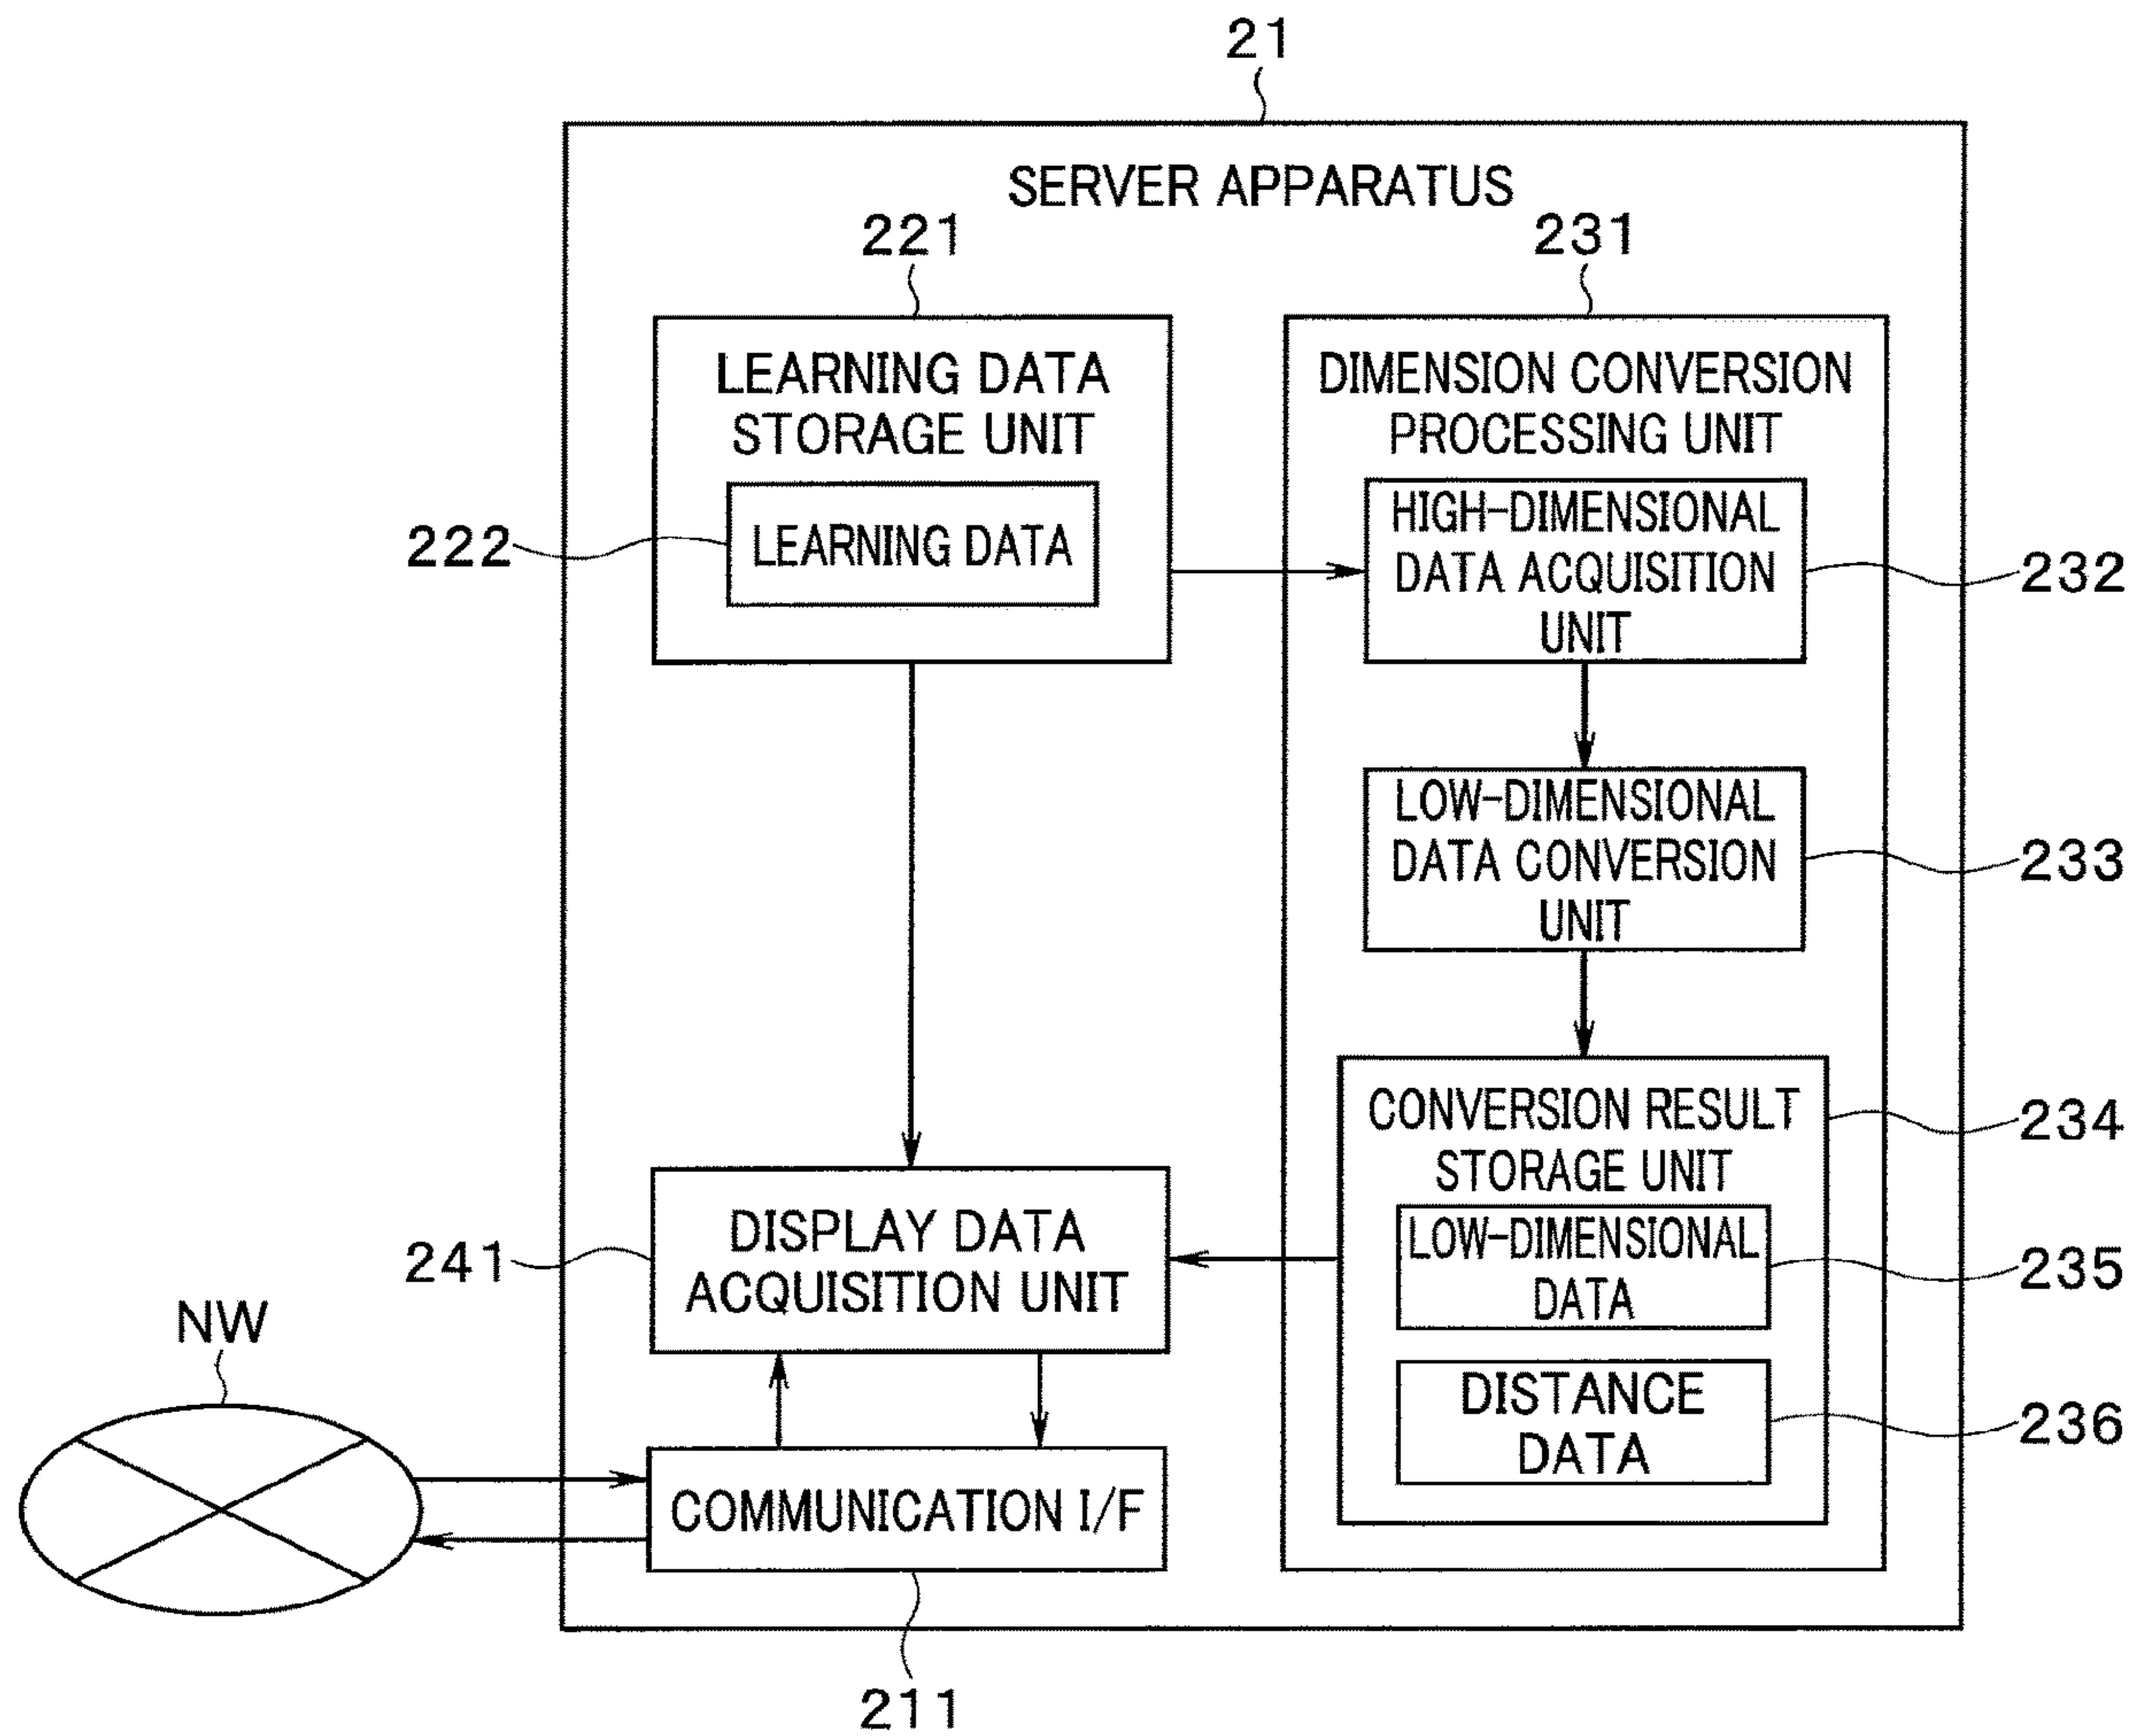 21
SERVER APPARATUS
221
231
LEARNING DATA
STORAGE UNIT
222
LEARNING DATA
DIMENSION CONVERSION
PROCESSING UNIT
HIGH-DIMENSIONAL
DATA ACQUISITION
UNIT
232
LOW-DIMENSIONAL
DATA CONVERSION
UNIT
233
CONVERSION RESULT
STORAGE UNIT
234
LOW-DIMENSIONAL
DATA
235
DISTANCE
DATA
236
241
DISPLAY DATA
ACQUISITION UNIT
NW
COMMUNICATION I/F
211